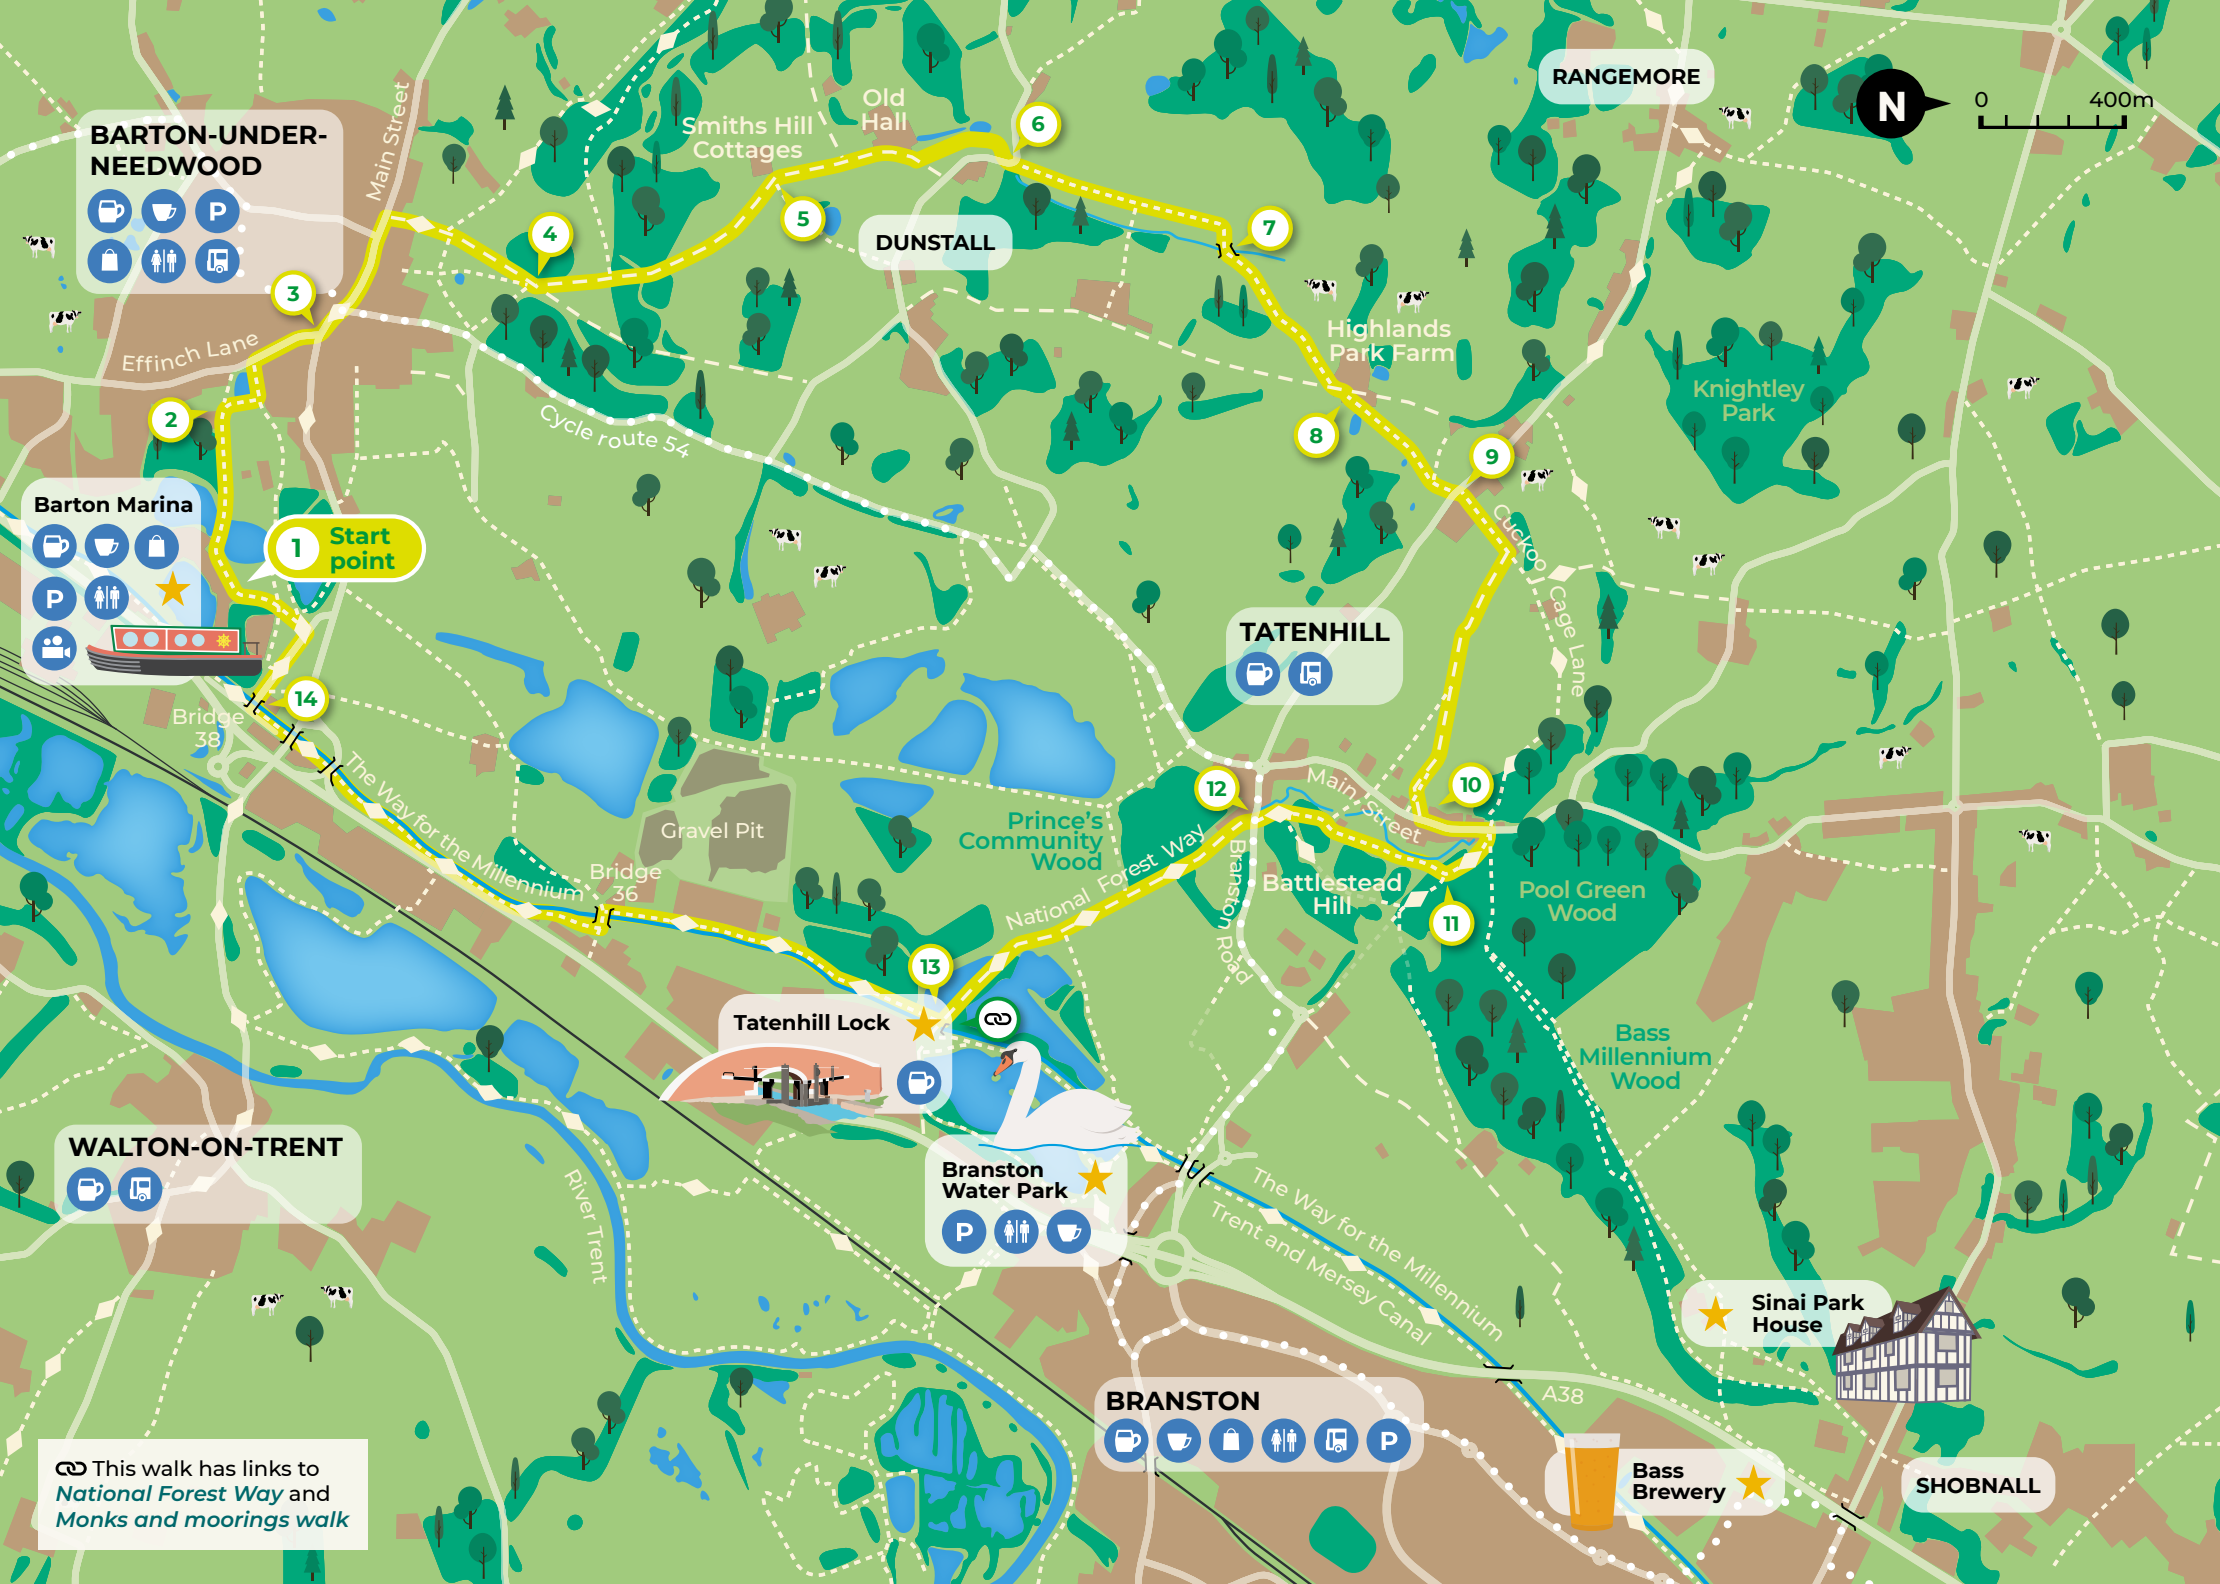 RANGEMORE
N
0 400m
BARTON-UNDER-
NEEDWOOD
P
Main Street
Smiths Hill
Cottages
Old
Hall
6
5
4
3
DUNSTALL
7
Highlands
Park Farm
Knightley
Park
Effinch Lane
2
Cycle route 54
8
9
Barton Marina
P
1
Start
point
Cuckoo Cage Lane
TATENHILL
14
Bridge
38
The Way for the Millennium
Gravel Pit
Bridge
36
Prince's
Community
Wood
12
Main Street
10
National Forest Way
Branston Road
Battlestead
Hill
11
Pool Green
Wood
13
Tatenhill Lock
Bass
Millennium
Wood
WALTON-ON-TRENT
River Trent
Branston
Water Park
P
The Way for the Millennium
Trent and Mersey Canal
Sinai Park
House
A38
BRANSTON
P
Bass
Brewery
SHOBNALL
This walk has links to
National Forest Way and
Monks and moorings walk